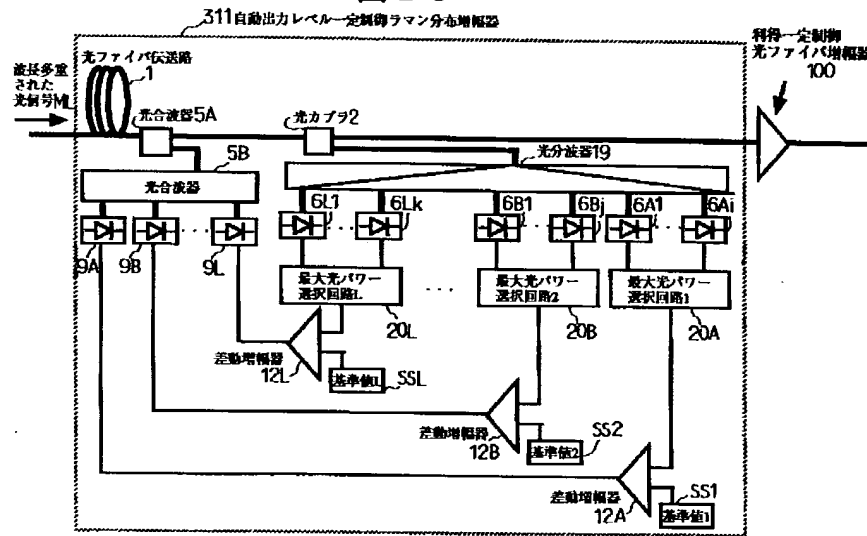 311自動出力レベル一定制御ラマン分布増幅器
波長多重
された
光信号ML
光ファイバ伝送路
1
光合波器5A
光カプラ2
利得一定制御
光ファイバ増幅器
100
5B
光合波器
光分波器19
9A
9B
9L
6L1
6Lk
6B1
6Bj
6A1
6Ai
最大光パワー
選択回路L
20L
最大光パワー
選択回路2
20B
最大光パワー
選択回路1
20A
差動増幅器
12L
基準値L
SSL
差動増幅器
12B
基準値2
SS2
差動増幅器
12A
基準値1
SS1